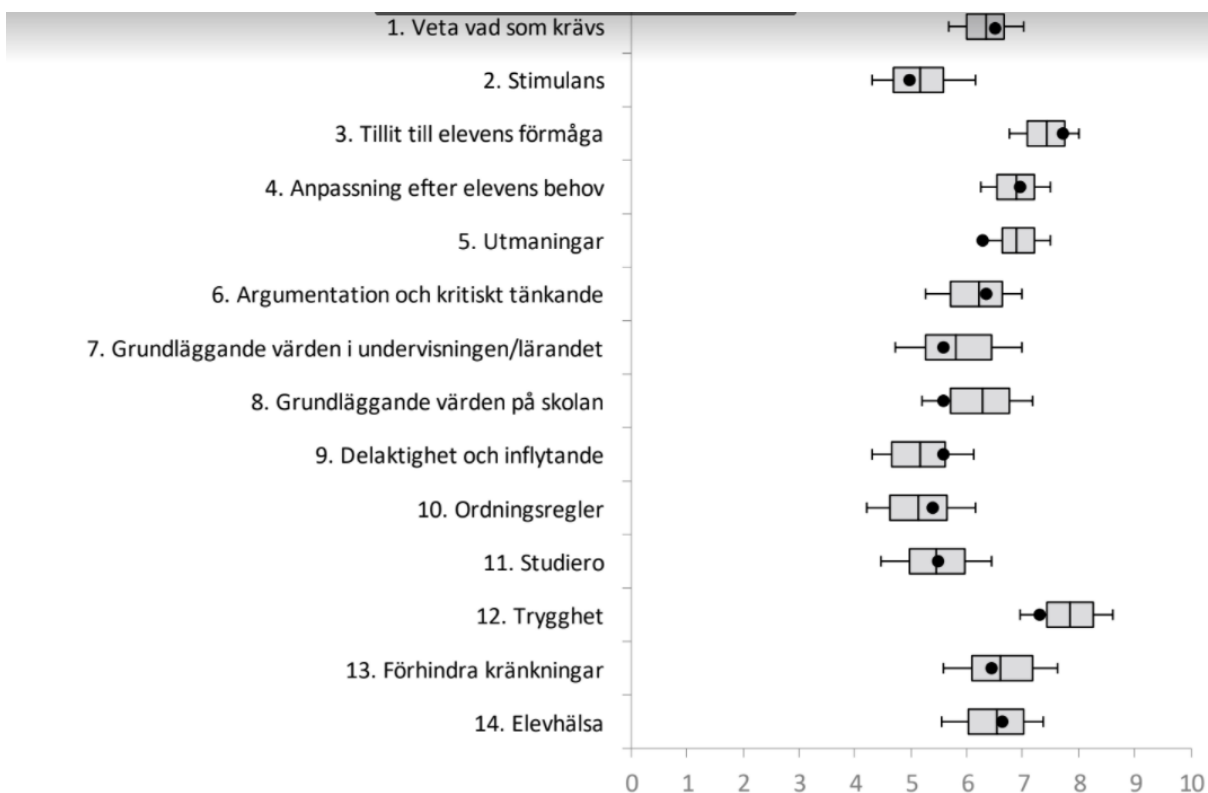 1. Veta vad som krävs
2. Stimulans
3. Tillit till elevens förmåga
4. Anpassning efter elevens behov
5. Utmaningar
6. Argumentation och kritiskt tänkande
7. Grundläggande värden i undervisningen/lärandet
8. Grundläggande värden på skolan
9. Delaktighet och inflytande
10. Ordningsregler
11. Studiero
12. Trygghet
13. Förhindra kränkningar
14. Elevhälsa
0 1 2 3 4 5 6 7 8 9 10